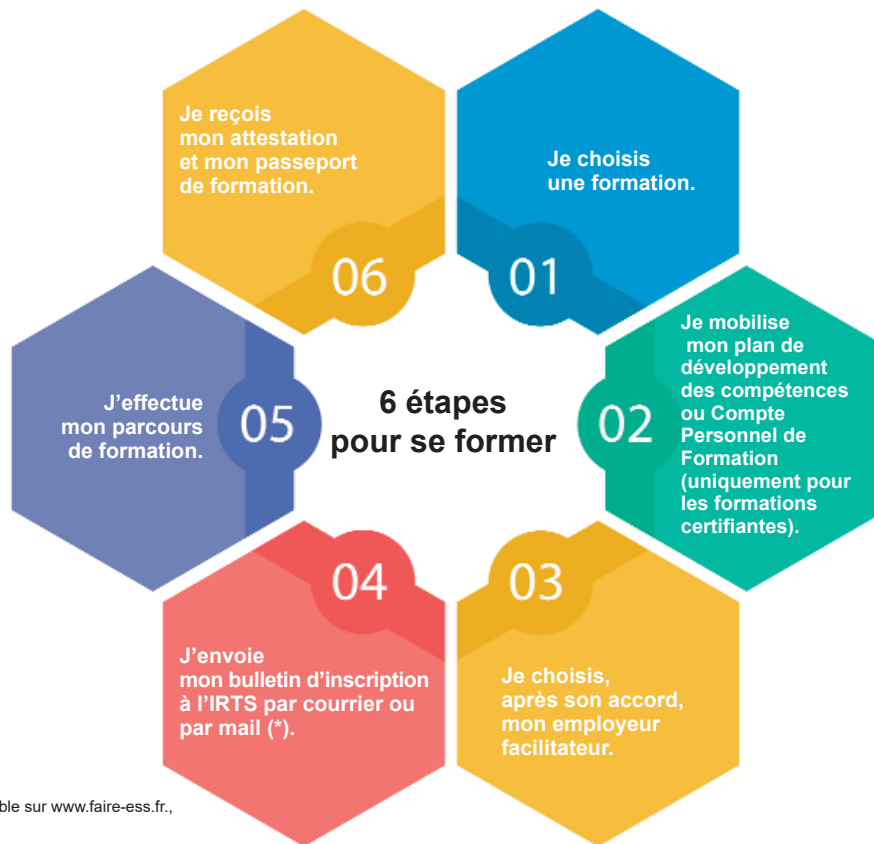 6 étapes
pour se former
01
Je choisis
une formation.
02
Je mobilise
mon plan de
développement
des compétences
ou Compte
Personnel de
Formation
(uniquement pour
les formations
certifiantes).
03
Je choisis,
après son accord,
mon employeur
facilitateur.
04
J’envoie
mon bulletin d’inscription
à l’IRTS par courrier ou
par mail (*).
05
J’effectue
mon parcours
de formation.
06
Je reçois
mon attestation
et mon passeport
de formation.
ble sur www.faire-ess.fr.,